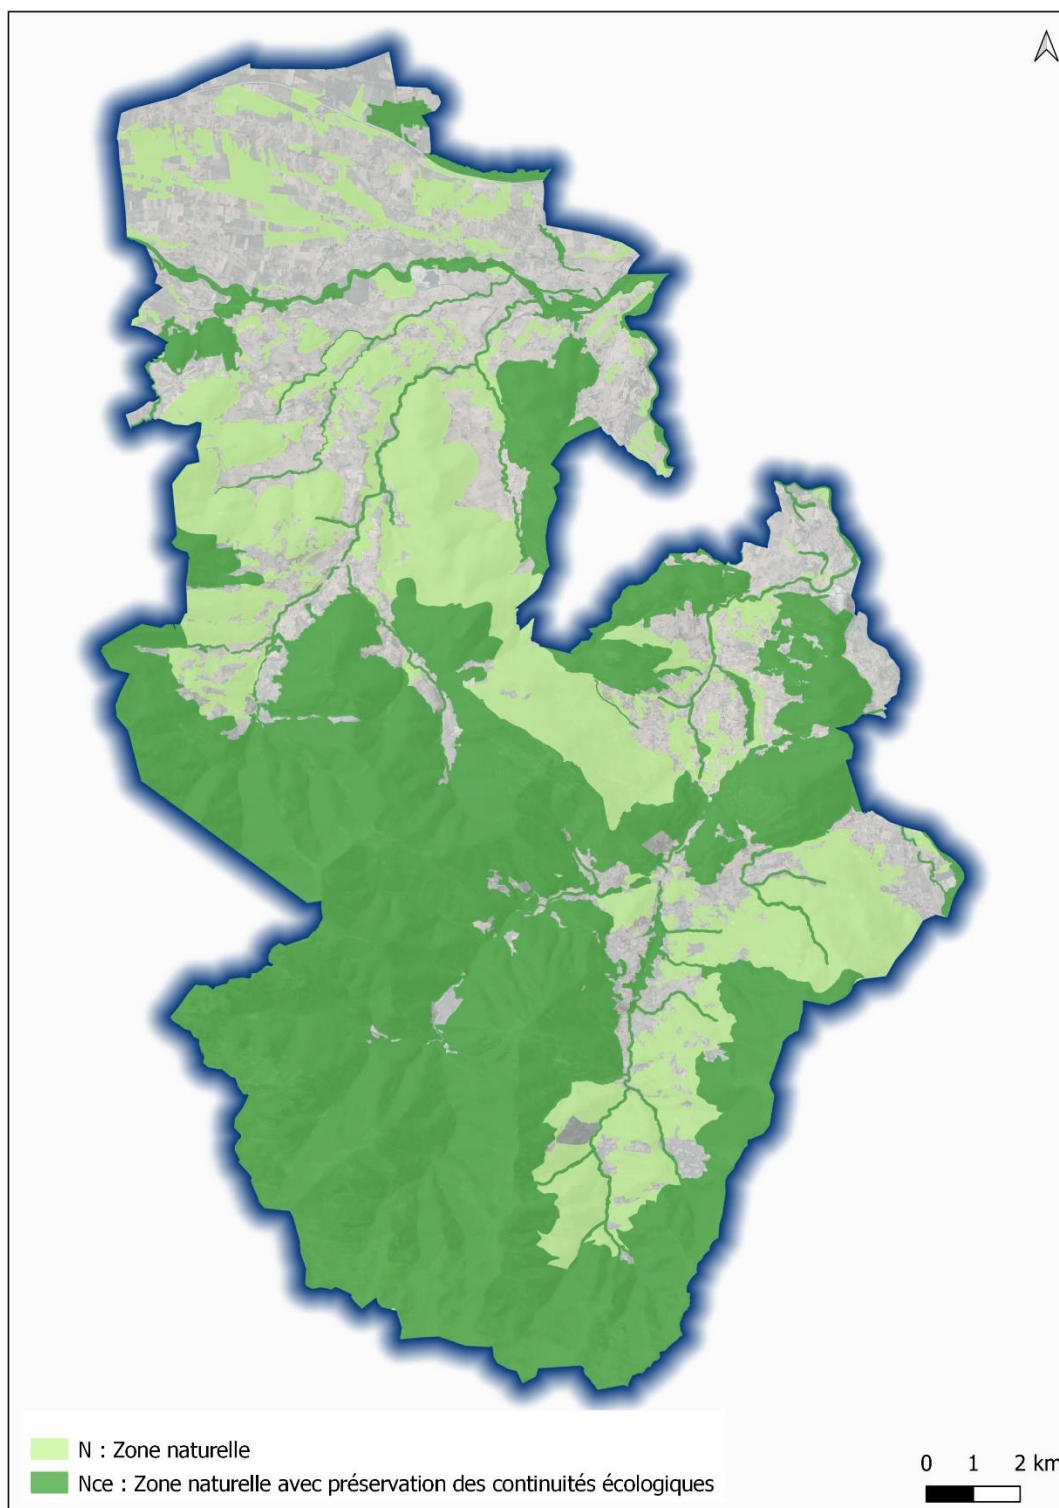 N : Zone naturelle
Nce : Zone naturelle avec préservation des continuités écologiques
0 1 2 km